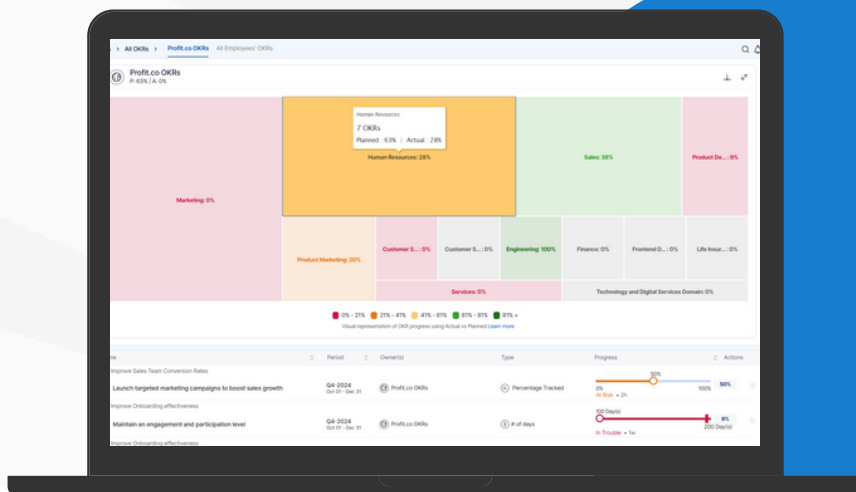 All OKRs > Profit.co OKRs All Employees' OKRs
Profit.co OKRs
P: 63% | A: 0%
Human Resources
7 OKRs
Planned : 63% | Actual : 28%
Human Resources: 28%
Sales: 38%
Product De...: 0%
Marketing: 0%
Product Marketing: 20%
Customer S...: 0%
Customer S...: 0%
Engineering: 100%
Finance: 0%
Frontend D...: 0%
Life Insur...: 0%
Services: 0%
Technology and Digital Services Domain: 0%
0% - 21% 21% - 41% 41% - 61% 61% - 81% 81% +
Visual representation of OKR progress using Actual vs Planned Learn more
Period Owner(s) Type Progress Actions
Improve Sales Team Conversion Rates
Launch targeted marketing campaigns to boost sales growth
Q4-2024
Oct 01 - Dec 31
Profit.co OKRs
Percentage Tracked
50%
0% 100%
50%
At Risk • 2h
Improve Onboarding effectiveness
Maintain an engagement and participation level
Q4-2024
Oct 01 - Dec 31
Profit.co OKRs
# of days
100 Day(s)
200 Day(s)
8%
In Trouble • 1w
Improve Onboarding effectiveness